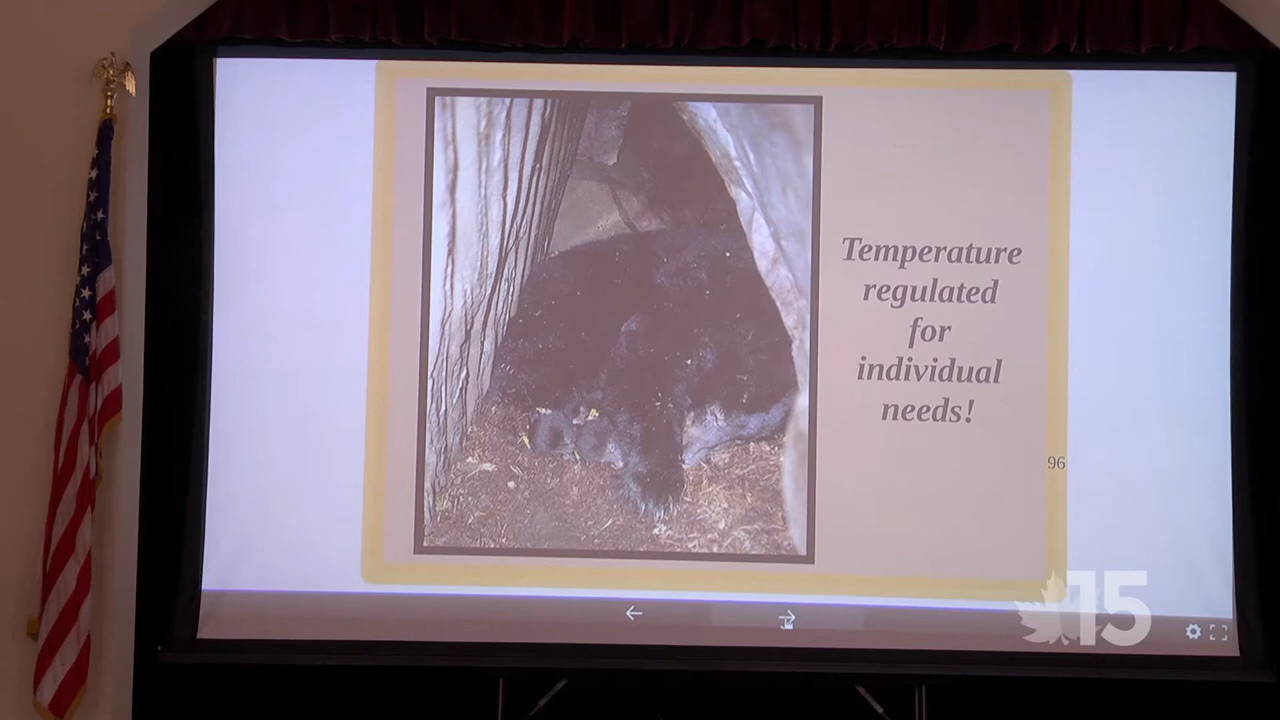 Temperature
regulated
for
individual
needs!
96
15